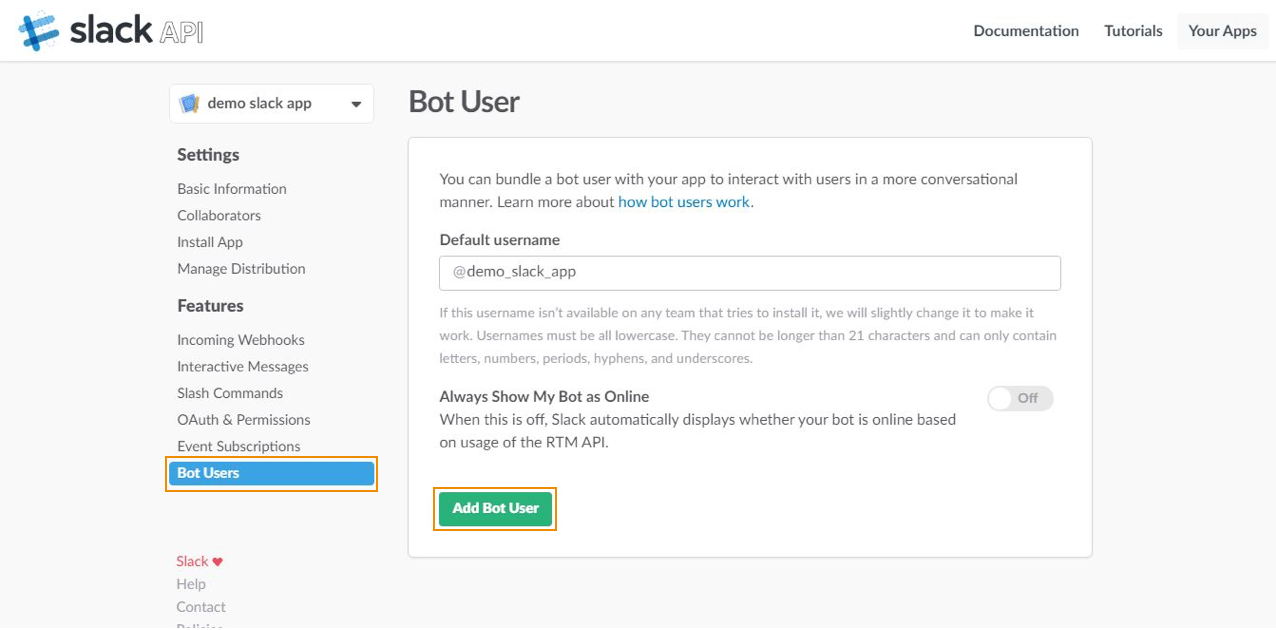 slack API
Documentation
Tutorials
Your Apps
demo slack app
Bot User
Settings
Basic Information
Collaborators
Install App
Manage Distribution
Features
Incoming Webhooks
Interactive Messages
Slash Commands
OAuth & Permissions
Event Subscriptions
Bot Users
Slack ❤
Help
Contact
Policies
You can bundle a bot user with your app to interact with users in a more conversational
manner. Learn more about how bot users work.
Default username
@demo_slack_app
If this username isn't available on any team that tries to install it, we will slightly change it to make it
work. Usernames must be all lowercase. They cannot be longer than 21 characters and can only contain
letters, numbers, periods, hyphens, and underscores.
Always Show My Bot as Online
Off
When this is off, Slack automatically displays whether your bot is online based
on usage of the RTM API.
Add Bot User